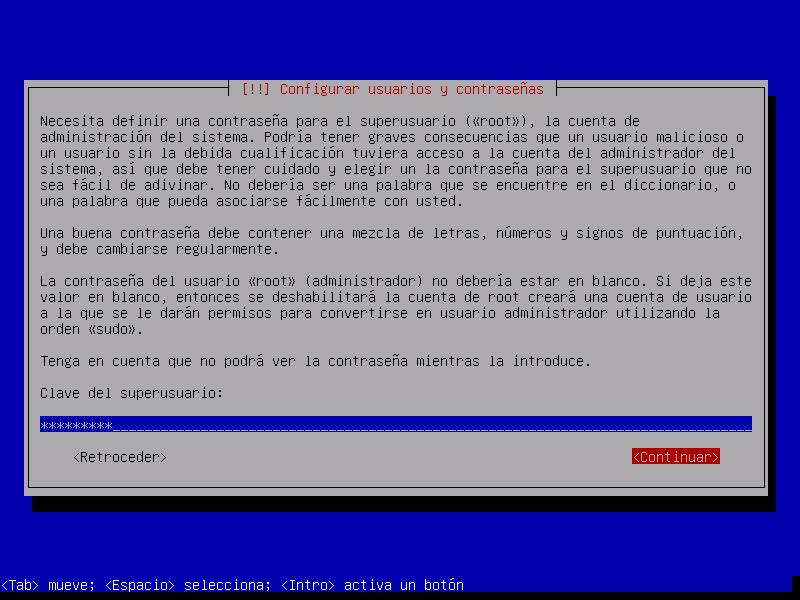 [!!] Configurar usuarios y contraseñas
Necesita definir una contraseña para el superusuario («root»), la cuenta de
administración del sistema. Podría tener graves consecuencias que un usuario malicioso o
un usuario sin la debida cualificación tuviera acceso a la cuenta del administrador del
sistema, así que debe tener cuidado y elegir un la contraseña para el superusuario que no
sea fácil de adivinar. No debería ser una palabra que se encuentre en el diccionario, o
una palabra que pueda asociarse fácilmente con usted.
Una buena contraseña debe contener una mezcla de letras, números y signos de puntuación,
y debe cambiarse regularmente.
La contraseña del usuario «root» (administrador) no debería estar en blanco. Si deja este
valor en blanco, entonces se deshabilitará la cuenta de root creará una cuenta de usuario
a la que se le darán permisos para convertirse en usuario administrador utilizando la
orden «sudo».
Tenga en cuenta que no podrá ver la contraseña mientras la introduce.
Clave del superusuario:
*********
<Retroceder> <Continuar>
<Tab> mueve; <Espacio> selecciona; <Intro> activa un botón